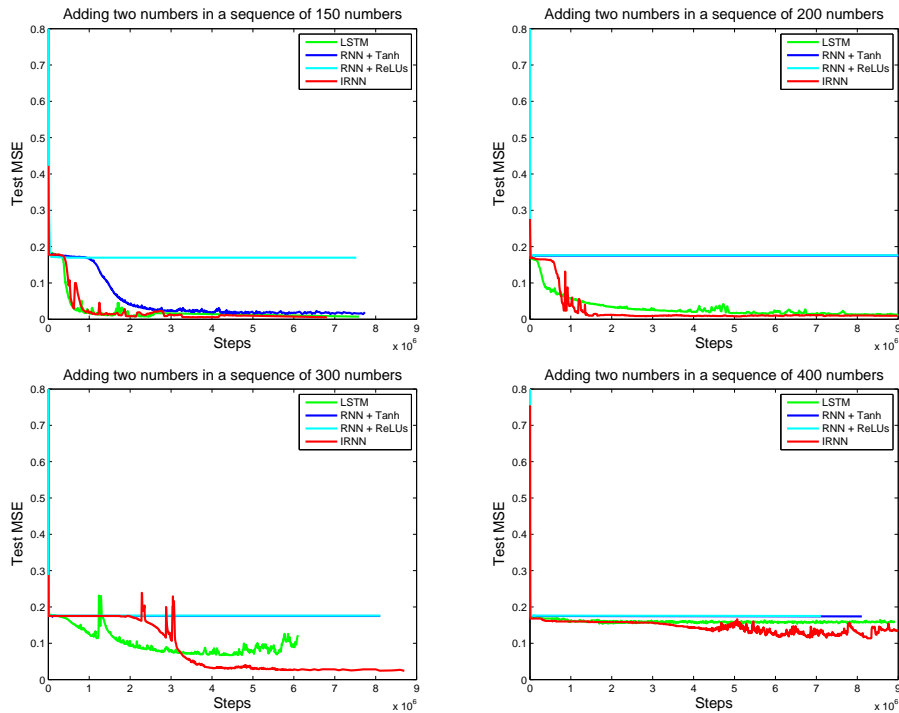 Adding two numbers in a sequence of 150 numbers
0.8
0.7
0.6
0.5
0.4
0.3
0.2
0.1
0
Test MSE
LSTM
RNN + Tanh
RNN + ReLUs
IRNN
0 1 2 3 4 5 6 7 8 9
Steps
x 10^6
Adding two numbers in a sequence of 200 numbers
0.8
0.7
0.6
0.5
0.4
0.3
0.2
0.1
0
Test MSE
LSTM
RNN + Tanh
RNN + ReLUs
IRNN
0 1 2 3 4 5 6 7 8 9
Steps
x 10^6
Adding two numbers in a sequence of 300 numbers
0.8
0.7
0.6
0.5
0.4
0.3
0.2
0.1
0
Test MSE
LSTM
RNN + Tanh
RNN + ReLUs
IRNN
0 1 2 3 4 5 6 7 8 9
Steps
x 10^6
Adding two numbers in a sequence of 400 numbers
0.8
0.7
0.6
0.5
0.4
0.3
0.2
0.1
0
Test MSE
LSTM
RNN + Tanh
RNN + ReLUs
IRNN
0 1 2 3 4 5 6 7 8 9
Steps
x 10^6